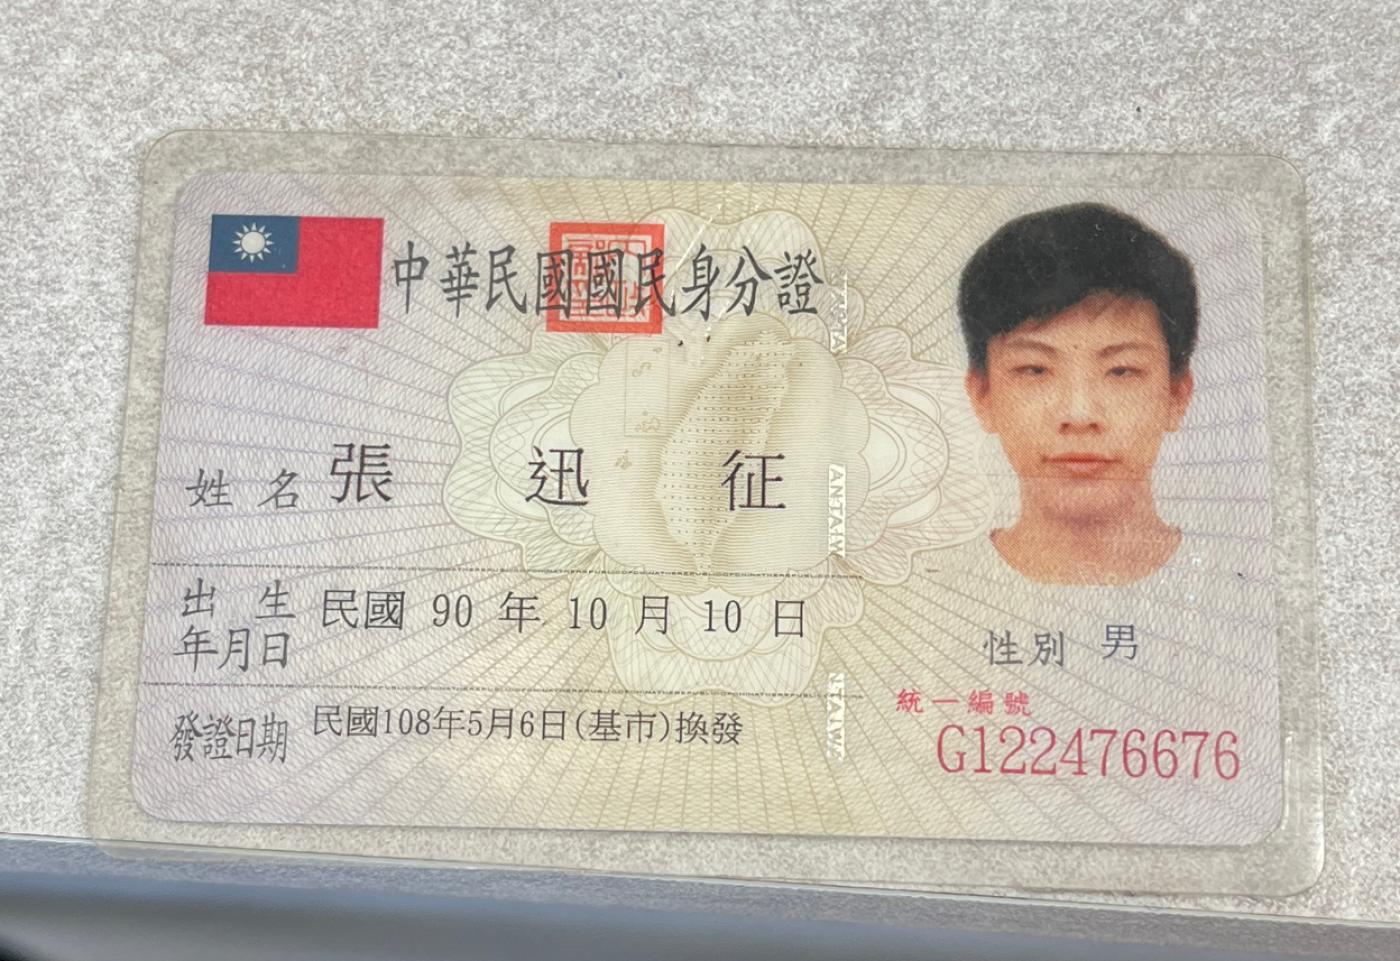 中華民國國民身分證
姓名 張 迅 征
出生年月日 民國 90 年 10 月 10 日
發證日期 民國108年5月6日(基市)換發
性別 男
統一編號
G122476676